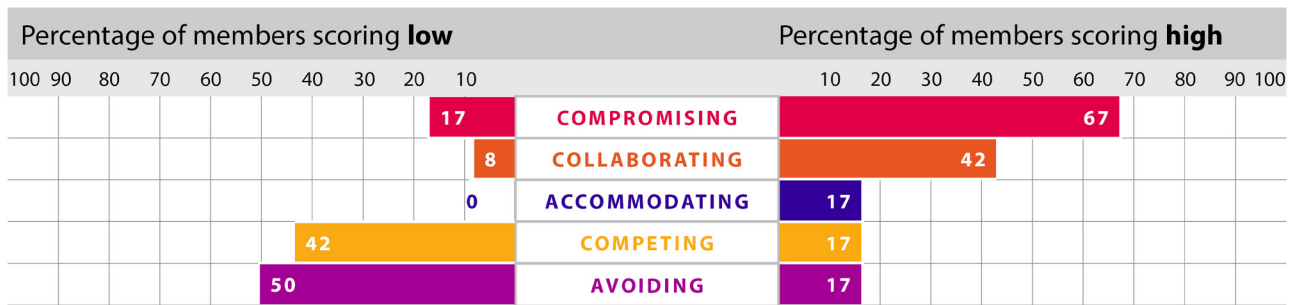 Percentage of members scoring low Percentage of members scoring high
100 90 80 70 60 50 40 30 20 10 10 20 30 40 50 60 70 80 90 100
17 COMPROMISING 67
8 COLLABORATING 42
0 ACCOMMODATING 17
42 COMPETING 17
50 AVOIDING 17